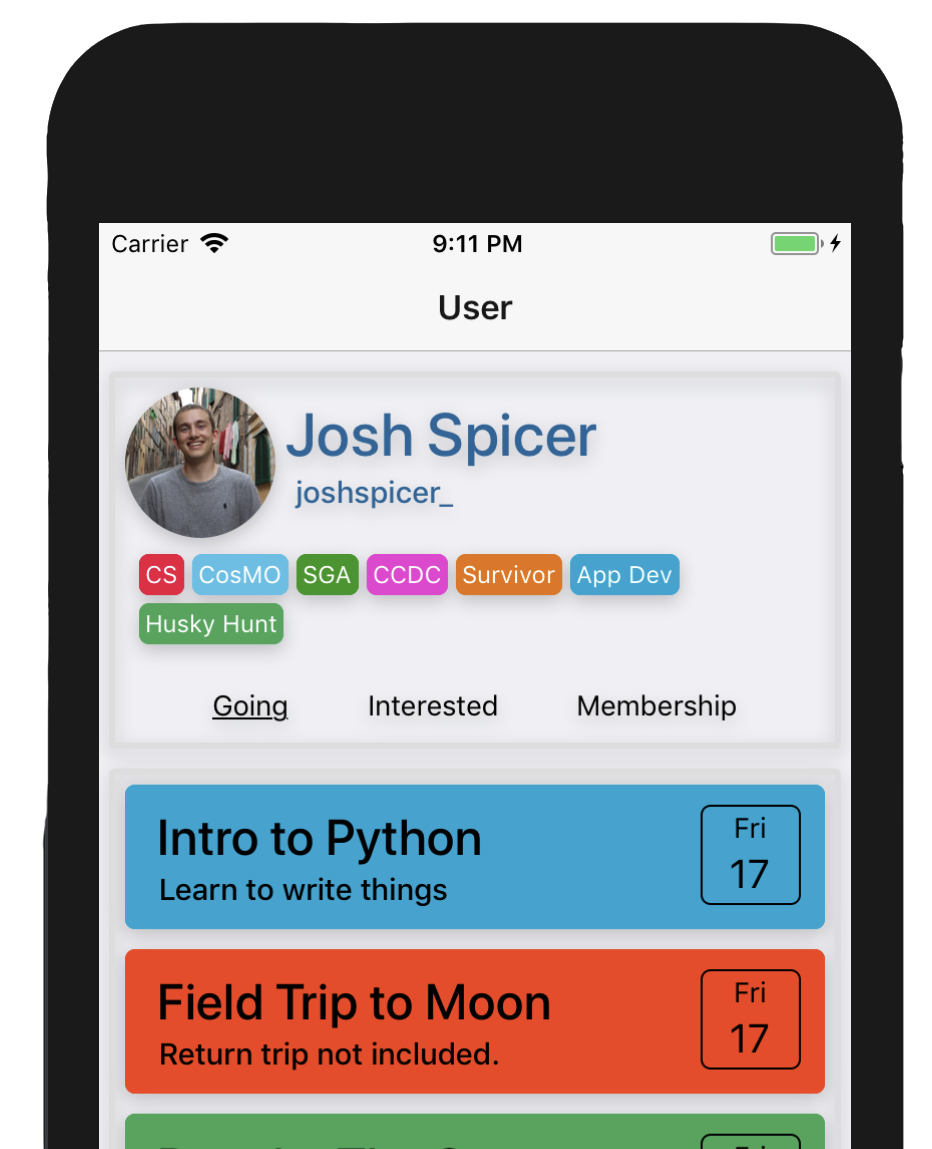 Carrier 9:11 PM
User
Josh Spicer
joshspicer_
CS CosMO SGA CCDC Survivor App Dev
Husky Hunt
Going Interested Membership
Intro to Python
Learn to write things
Fri
17
Field Trip to Moon
Return trip not included.
Fri
17